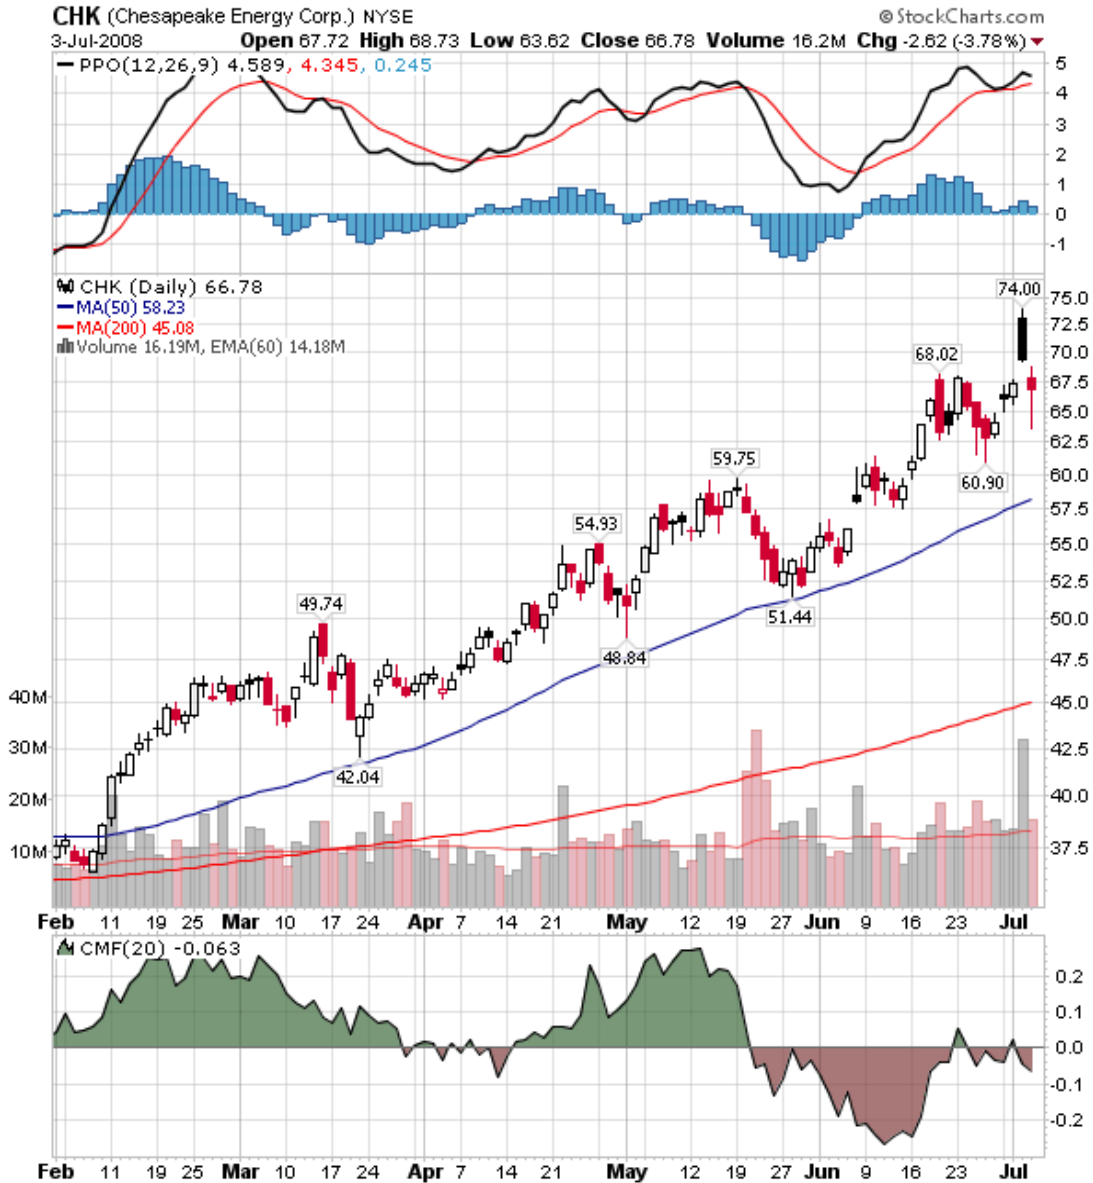 CHK (Chesapeake Energy Corp.) NYSE © StockCharts.com
3-Jul-2008 Open 67.72 High 68.73 Low 63.62 Close 66.78 Volume 16.2M Chg -2.62 (-3.78%)
PPO(12,26,9) 4.589, 4.345, 0.245
5
4
3
2
1
0
-1
CHK (Daily) 66.78
MA(50) 58.23
MA(200) 45.08
Volume 16.19M, EMA(60) 14.18M
74.00
68.02
60.90
59.75
54.93
51.44
49.74
48.84
42.04
75.0
72.5
70.0
67.5
65.0
62.5
60.0
57.5
55.0
52.5
50.0
47.5
45.0
42.5
40.0
37.5
40M
30M
20M
10M
Feb 11 19 25 Mar 10 17 24 Apr 7 14 21 May 12 19 27 Jun 9 16 23 Jul
CMF(20) -0.063
0.2
0.1
0.0
-0.1
-0.2
Feb 11 19 25 Mar 10 17 24 Apr 7 14 21 May 12 19 27 Jun 9 16 23 Jul